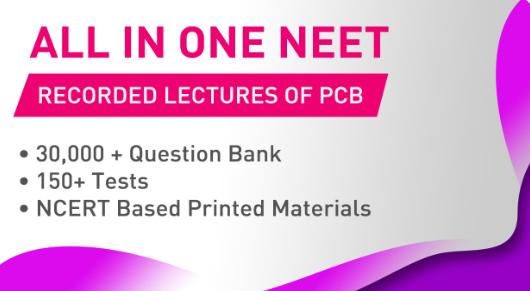 ALL IN ONE NEET
RECORDED LECTURES OF PCB
• 30,000 + Question Bank
• 150+ Tests
• NCERT Based Printed Materials